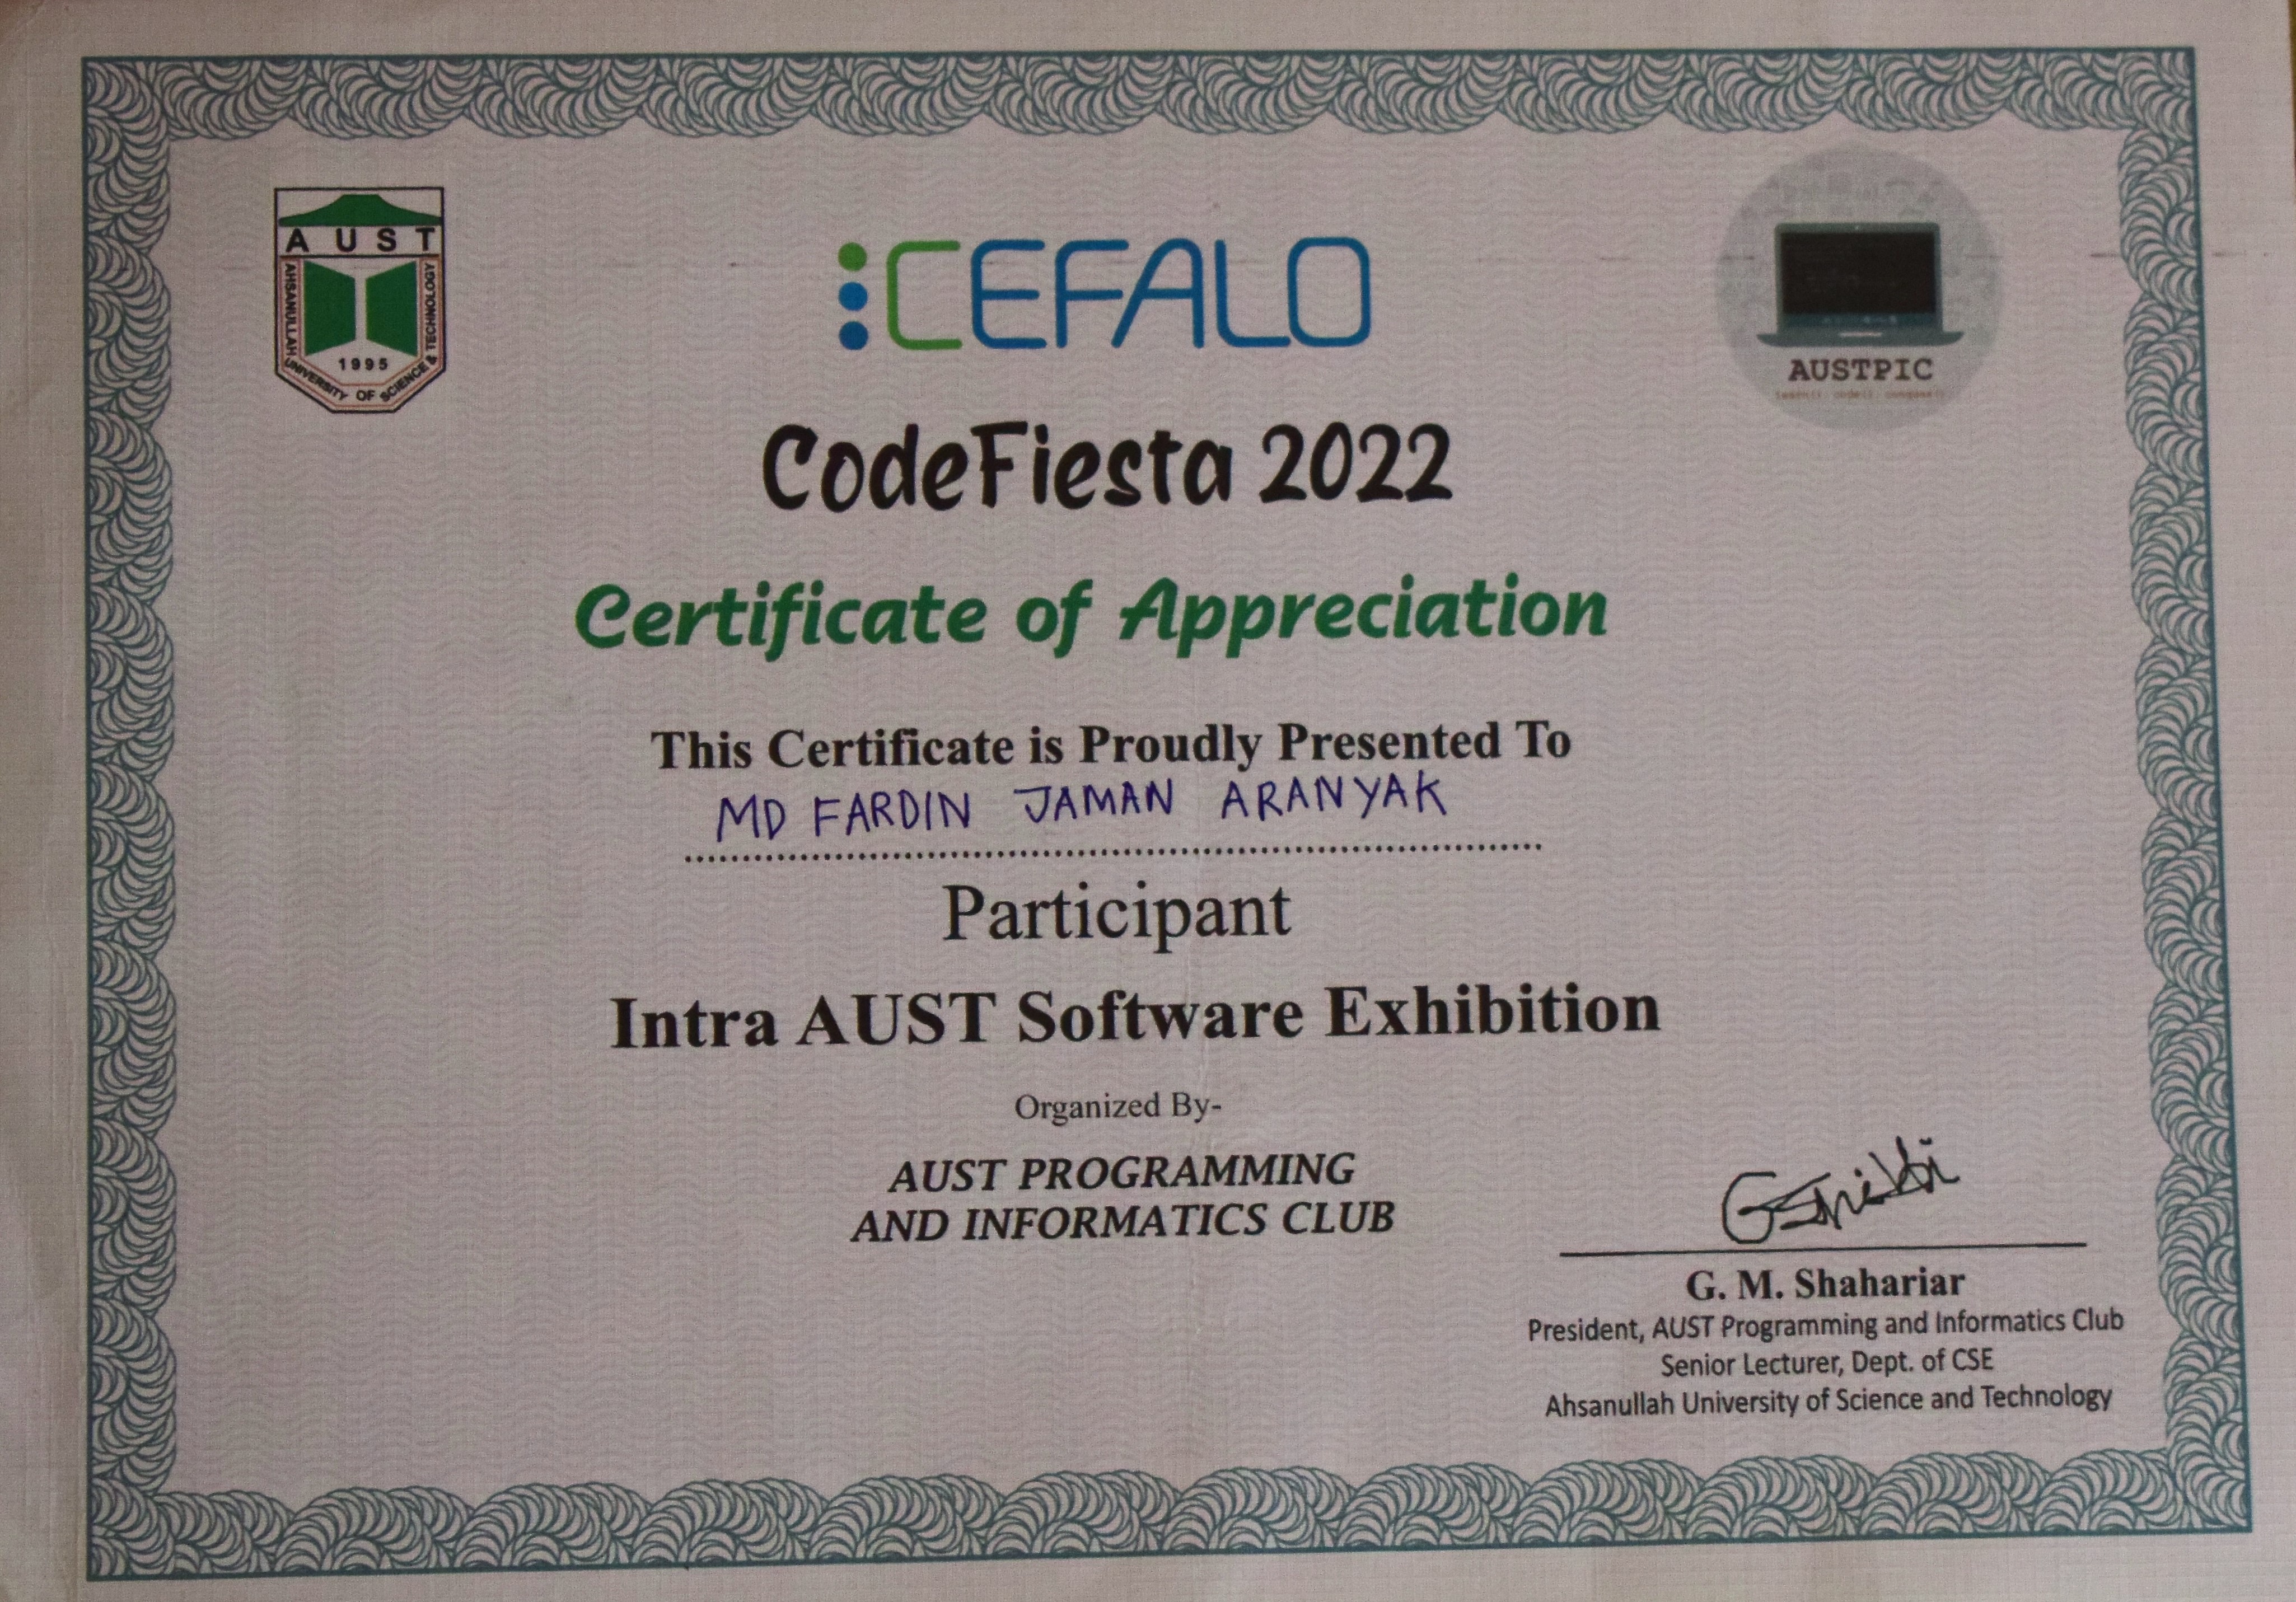 A U S T
AHSANULLAH UNIVERSITY OF SCIENCE & TECHNOLOGY
1995
CEFALO
AUSTPIC
CodeFiesta 2022
Certificate of Appreciation
This Certificate is Proudly Presented To
MD FARDIN JAMAN ARANYAK
Participant
Intra AUST Software Exhibition
Organized By-
AUST PROGRAMMING
AND INFORMATICS CLUB
G. M. Shahariar
President, AUST Programming and Informatics Club
Senior Lecturer, Dept. of CSE
Ahsanullah University of Science and Technology